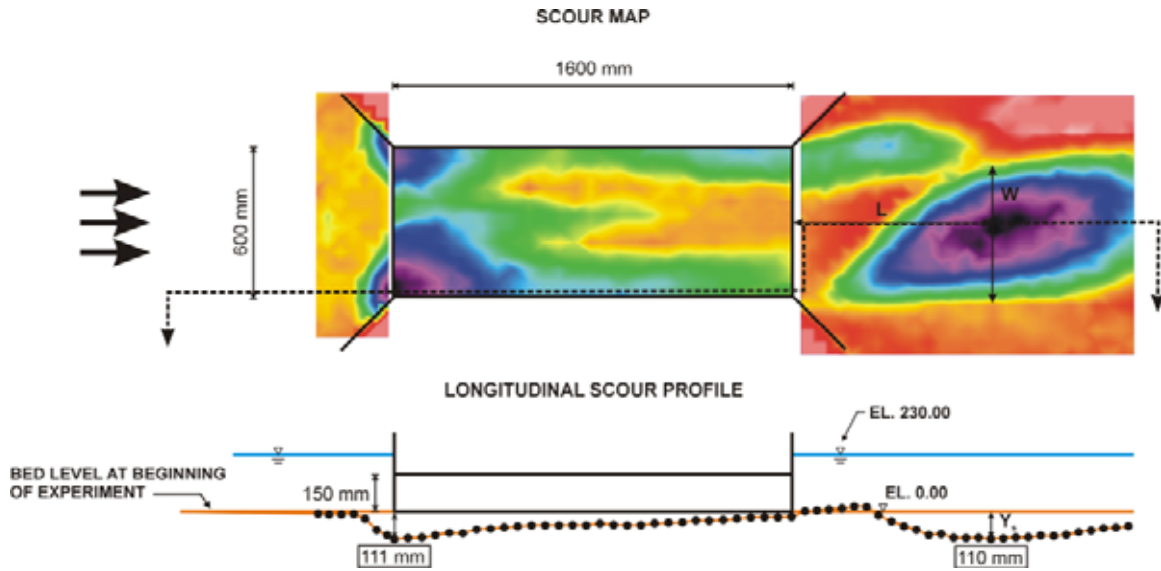 SCOUR MAP
1600 mm
600 mm
L
W
LONGITUDINAL SCOUR PROFILE
EL. 230.00
BED LEVEL AT BEGINNING
OF EXPERIMENT
150 mm
EL. 0.00
Yₛ
111 mm
110 mm